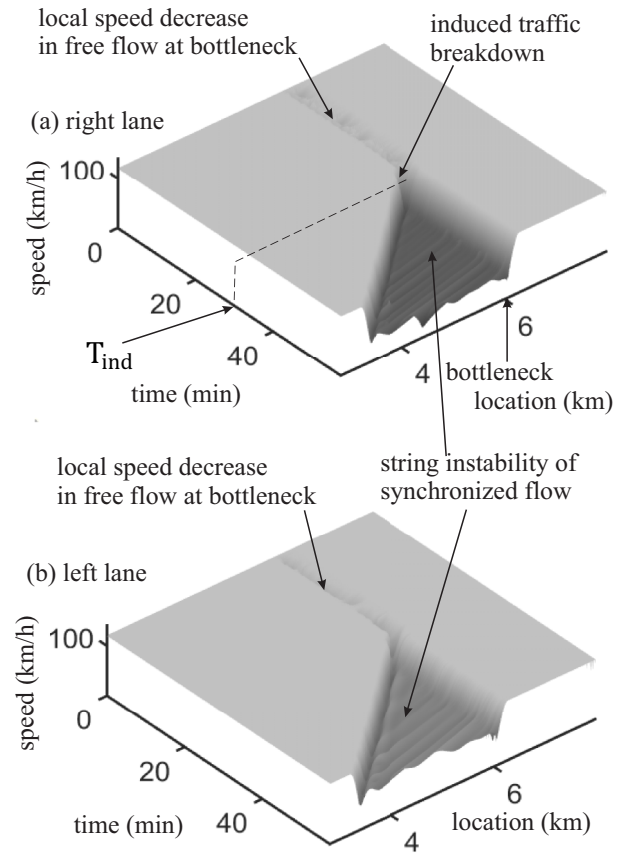 local speed decrease
in free flow at bottleneck
induced traffic
breakdown
(a) right lane
speed (km/h)
100
0
20
40
T_ind
time (min)
4
6
bottleneck
location (km)
local speed decrease
in free flow at bottleneck
string instability of
synchronized flow
(b) left lane
speed (km/h)
100
0
20
40
time (min)
4
6
location (km)